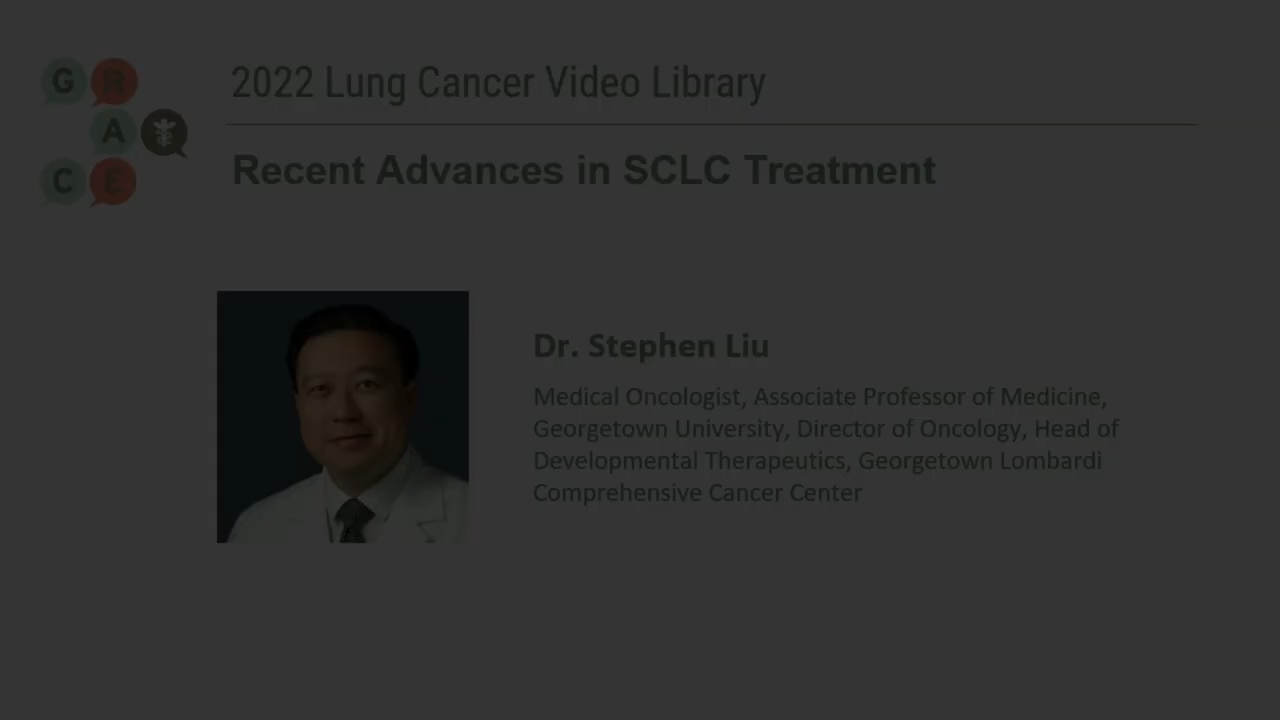 G R
A
C E
2022 Lung Cancer Video Library
Recent Advances in SCLC Treatment
Dr. Stephen Liu
Medical Oncologist, Associate Professor of Medicine,
Georgetown University, Director of Oncology, Head of
Developmental Therapeutics, Georgetown Lombardi
Comprehensive Cancer Center